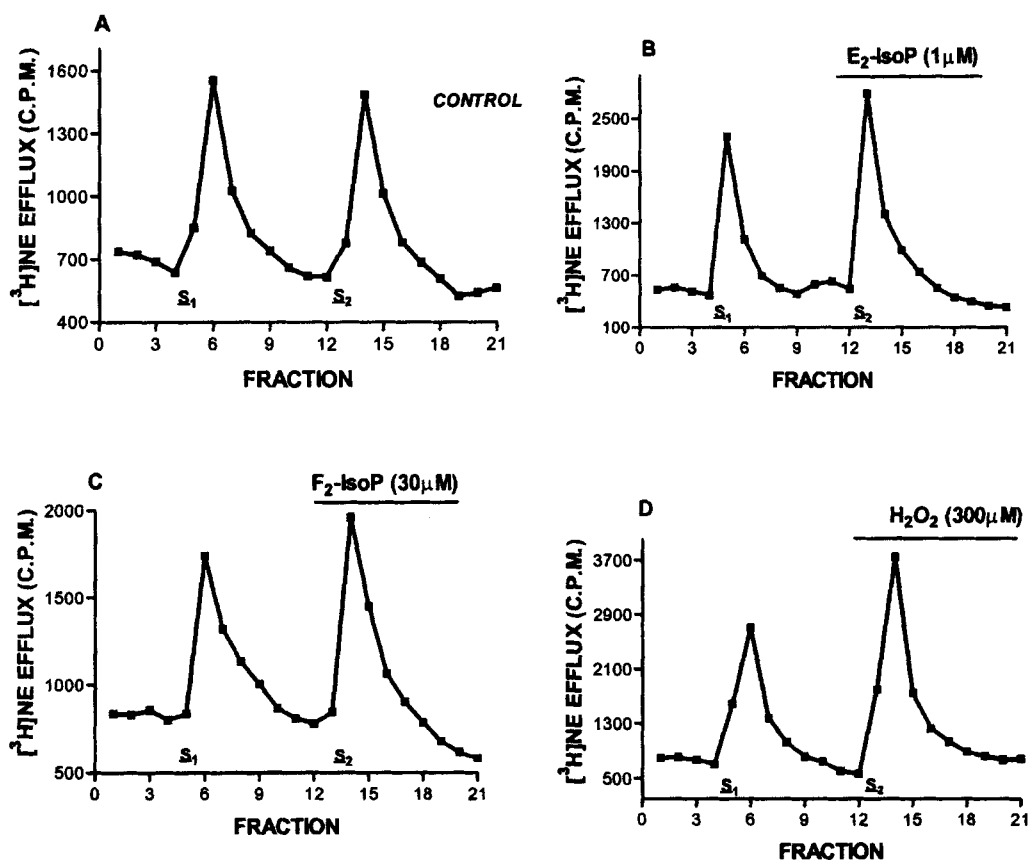 A
[³H]NE EFFLUX (C.P.M.)
1600
1300
1000
700
400
CONTROL
S₁
S₂
0 3 6 9 12 15 18 21
FRACTION
B
E₂-IsoP (1µM)
[³H]NE EFFLUX (C.P.M.)
2500
1900
1300
700
100
S₁
S₂
0 3 6 9 12 15 18 21
FRACTION
C
F₂-IsoP (30µM)
[³H]NE EFFLUX (C.P.M.)
2000
1500
1000
500
S₁
S₂
0 3 6 9 12 15 18 21
FRACTION
D
H₂O₂ (300µM)
[³H]NE EFFLUX (C.P.M.)
3700
2900
2100
1300
500
S₁
S₂
0 3 6 9 12 15 18 21
FRACTION